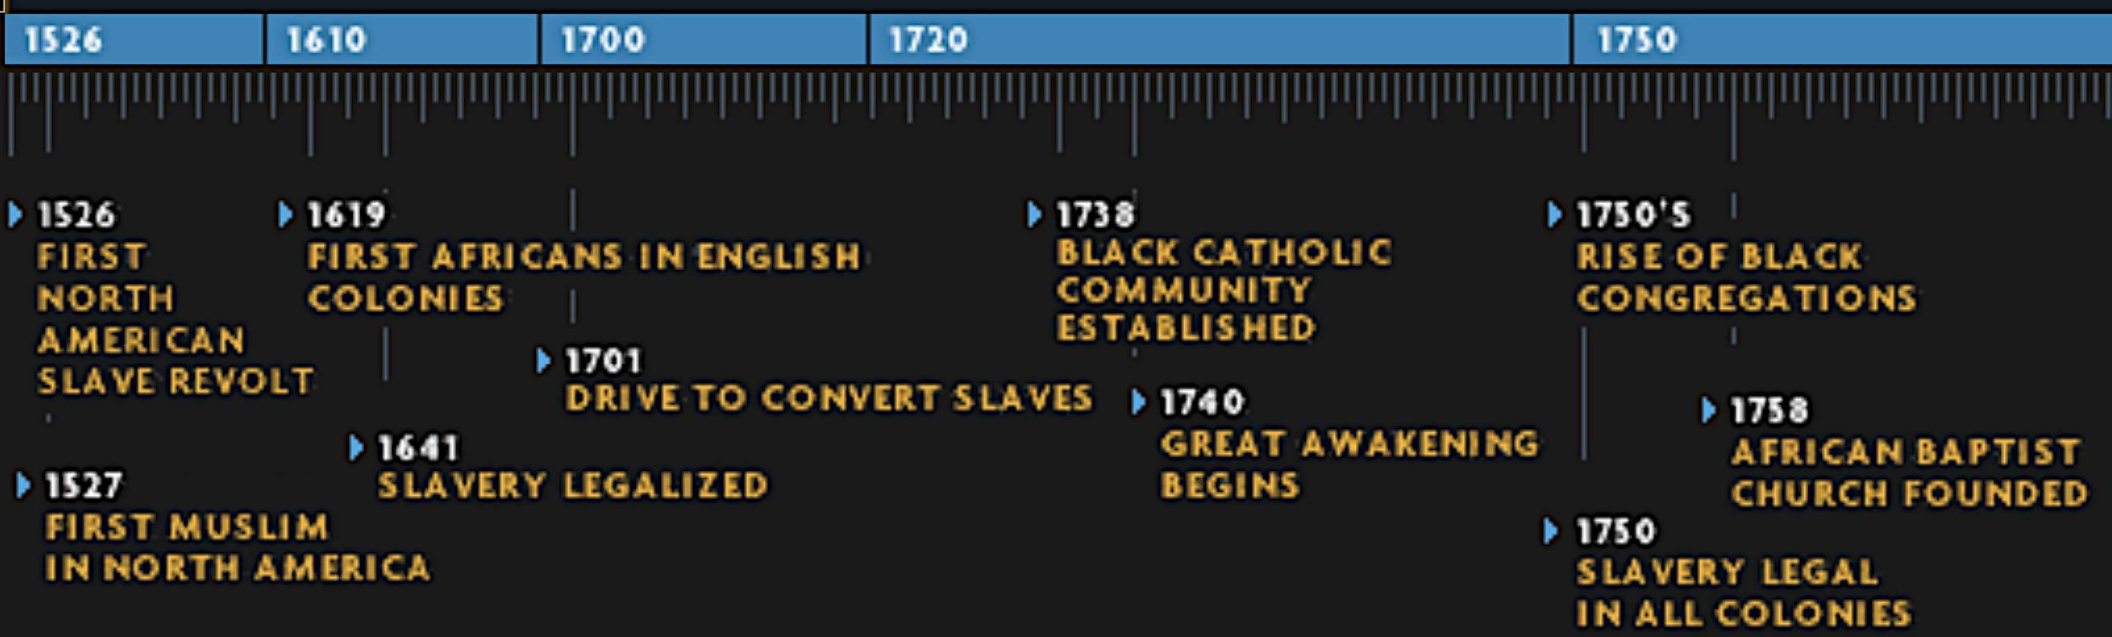 1526 1610 1700 1720 1750
1526
FIRST
NORTH
AMERICAN
SLAVE REVOLT
1527
FIRST MUSLIM
IN NORTH AMERICA
1619
FIRST AFRICANS IN ENGLISH
COLONIES
1641
SLAVERY LEGALIZED
1701
DRIVE TO CONVERT SLAVES
1738
BLACK CATHOLIC
COMMUNITY
ESTABLISHED
1740
GREAT AWAKENING
BEGINS
1750'S
RISE OF BLACK
CONGREGATIONS
1750
SLAVERY LEGAL
IN ALL COLONIES
1758
AFRICAN BAPTIST
CHURCH FOUNDED